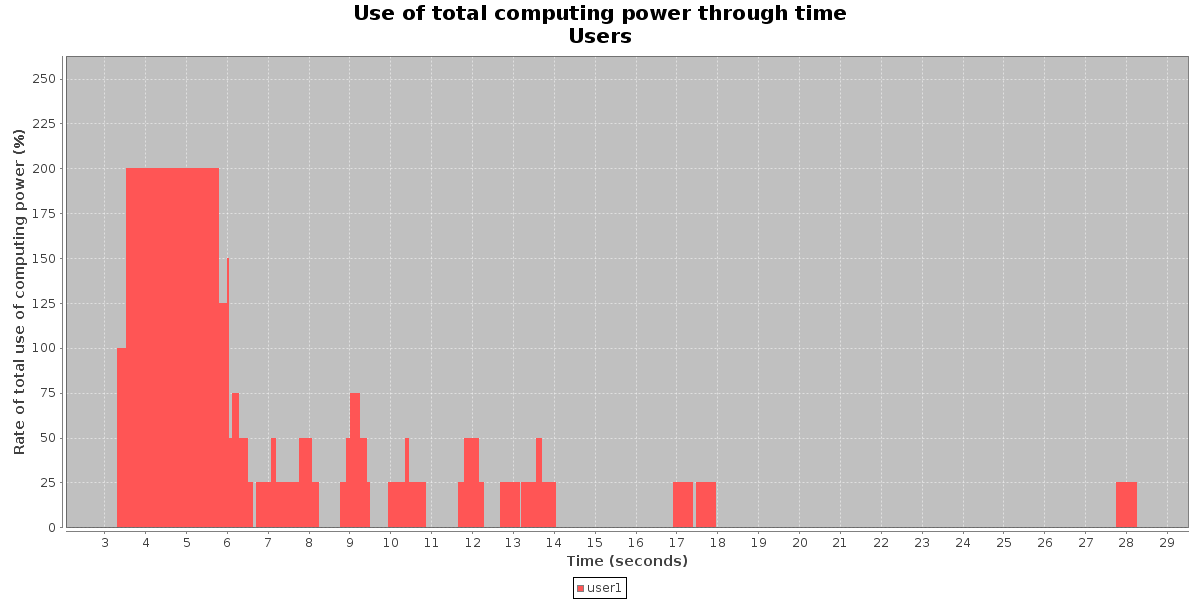 Use of total computing power through time
Users
Rate of total use of computing power (%)
250
225
200
175
150
125
100
75
50
25
0
3 4 5 6 7 8 9 10 11 12 13 14 15 16 17 18 19 20 21 22 23 24 25 26 27 28 29
Time (seconds)
user1